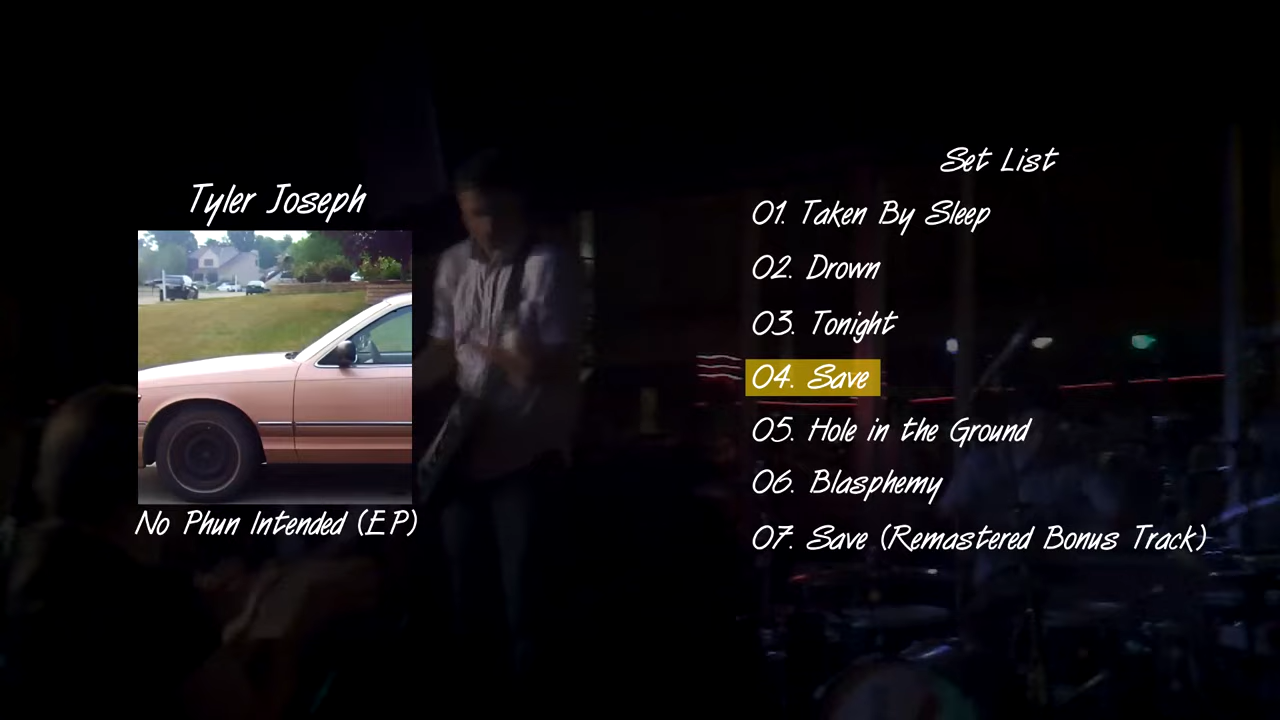 Tyler Joseph
No Phun Intended (EP)
Set List
01. Taken By Sleep
02. Drown
03. Tonight
04. Save
05. Hole in the Ground
06. Blasphemy
07. Save (Remastered Bonus Track)